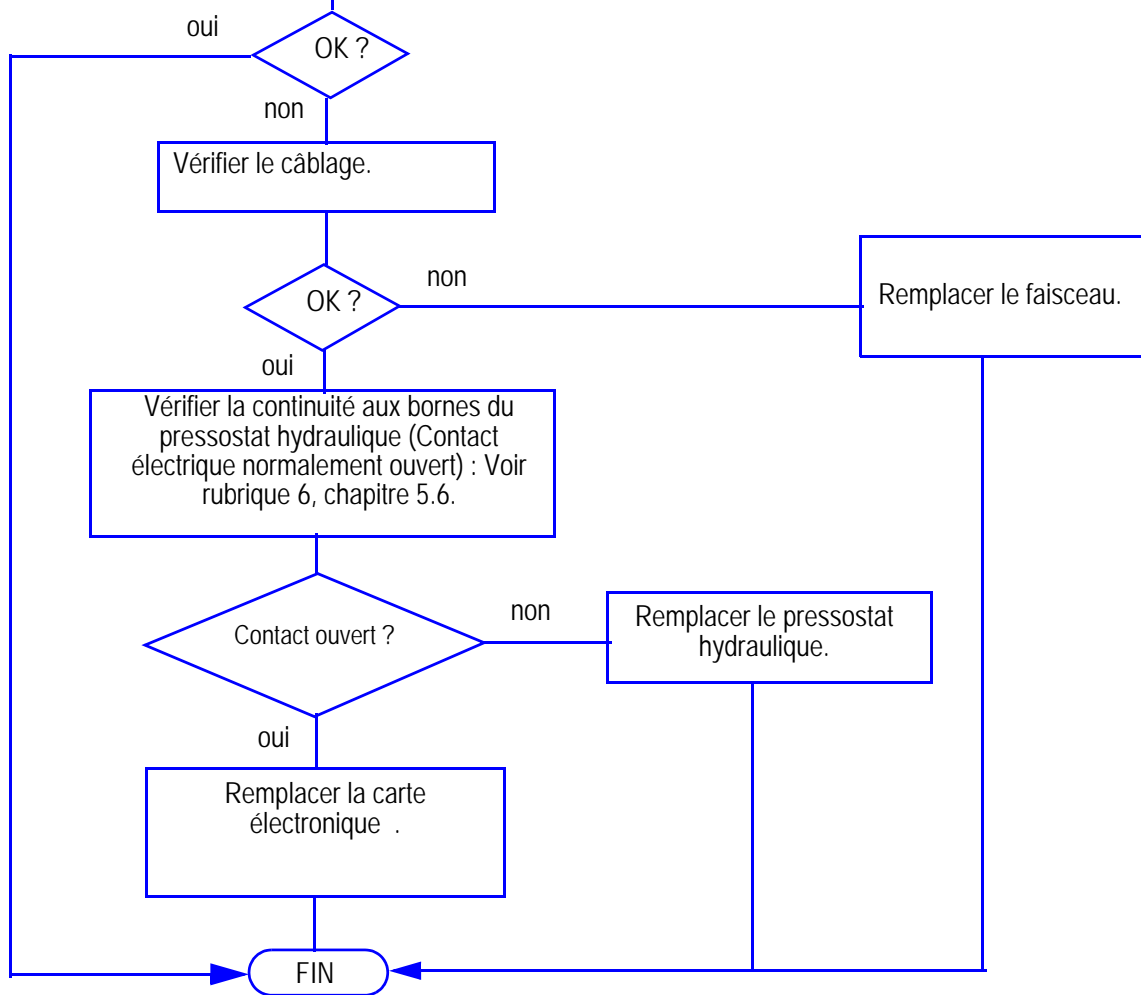 oui
OK ?
non
Vérifier le câblage.
OK ?
non
Remplacer le faisceau.
oui
Vérifier la continuité aux bornes du
pressostat hydraulique (Contact
électrique normalement ouvert) : Voir
rubrique 6, chapitre 5.6.
Contact ouvert ?
non
Remplacer le pressostat
hydraulique.
oui
Remplacer la carte
électronique .
FIN